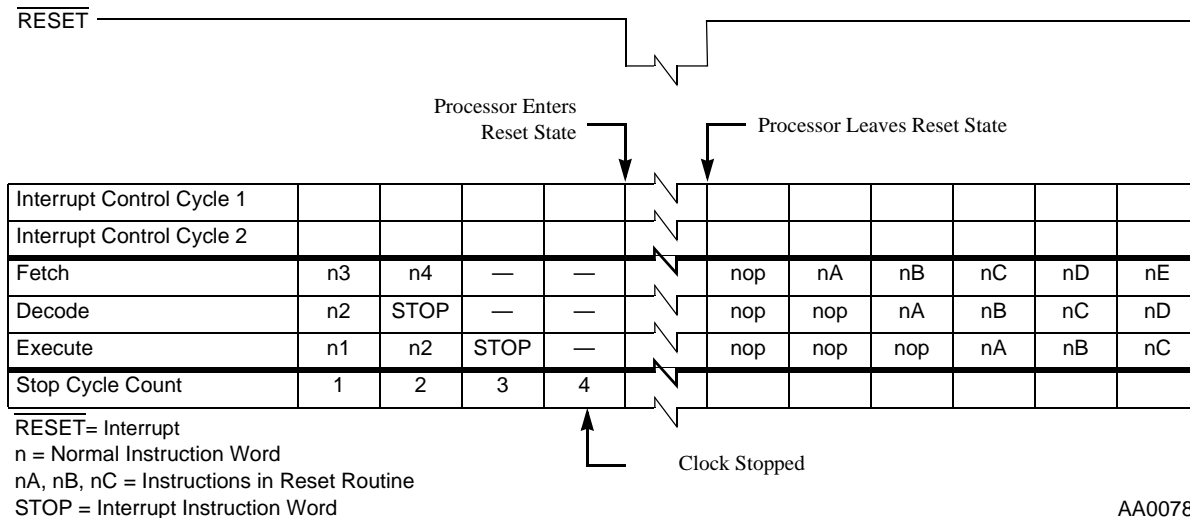 RESET
Processor Enters
Reset State
Processor Leaves Reset State
Interrupt Control Cycle 1
Interrupt Control Cycle 2
Fetch n3 n4 — — nop nA nB nC nD nE
Decode n2 STOP — — nop nop nA nB nC nD
Execute n1 n2 STOP — nop nop nop nA nB nC
Stop Cycle Count 1 2 3 4
RESET= Interrupt
n = Normal Instruction Word
nA, nB, nC = Instructions in Reset Routine
STOP = Interrupt Instruction Word
Clock Stopped
AA0078